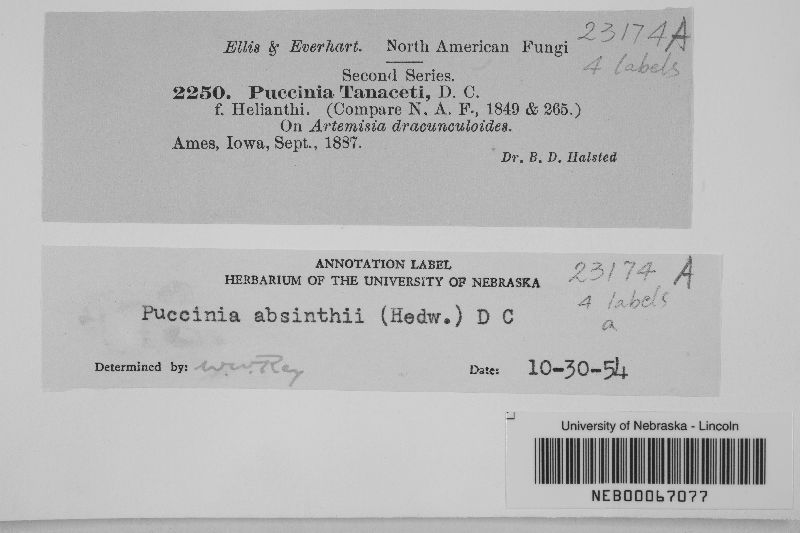 Ellis & Everhart. North American Fungi
23174A
4 labels
Second Series.
2250. Puccinia Tanaceti, D. C.
f. Helianthi. (Compare N. A. F., 1849 & 265.)
On Artemisia dracunculoides.
Ames, Iowa, Sept., 1887.
Dr. B. D. Halsted
ANNOTATION LABEL
HERBARIUM OF THE UNIVERSITY OF NEBRASKA
23174 A
4 labels
a
Puccinia absinthii (Hedw.) D C
Determined by: W.W. Ray
Date: 10-30-54
University of Nebraska - Lincoln
NEB00067077